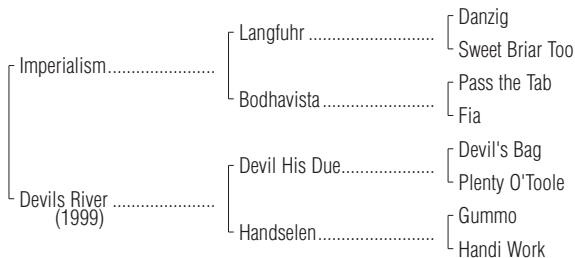 Danzig
Langfuhr ........................
Sweet Briar Too
Imperialism........................
Pass the Tab
Bodhavista ........................
Fia
Devil's Bag
Devil His Due........................
Plenty O'Toole
Devils River ........................
(1999)
Gummo
Handselen........................
Handi Work